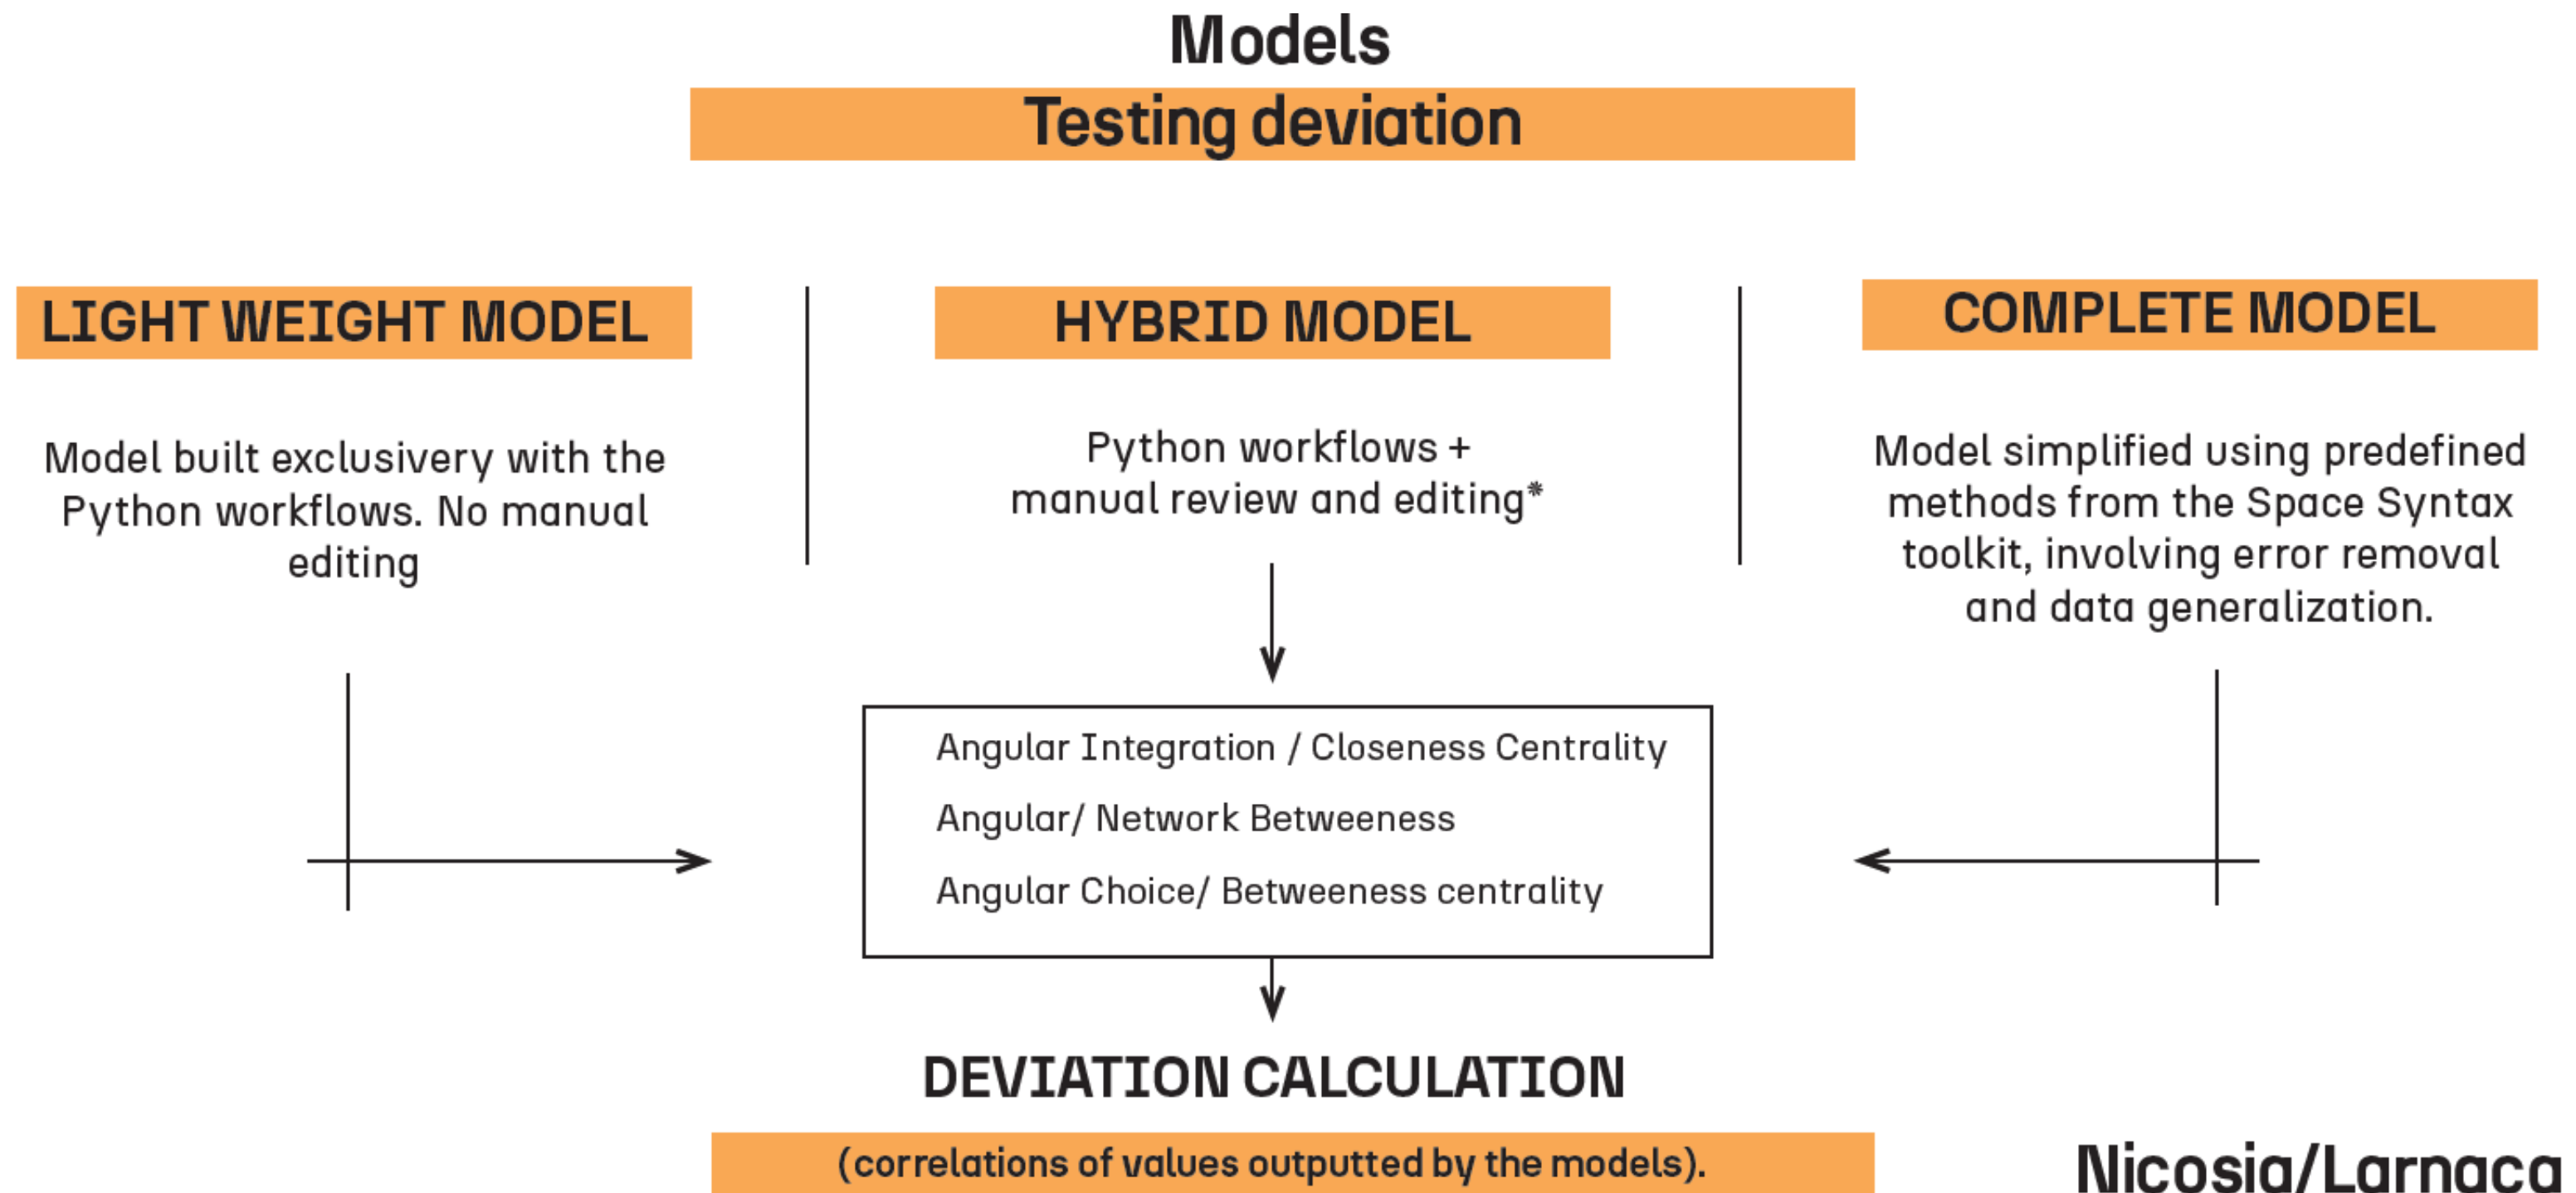 Models
Testing deviation
LIGHT WEIGHT MODEL
Model built exclusivery with the
Python workflows. No manual
editing
HYBRID MODEL
Python workflows +
manual review and editing*
COMPLETE MODEL
Model simplified using predefined
methods from the Space Syntax
toolkit, involving error removal
and data generalization.
Angular Integration / Closeness Centrality
Angular/ Network Betweeness
Angular Choice/ Betweeness centrality
DEVIATION CALCULATION
(correlations of values outputted by the models).
Nicosia/Larnaca